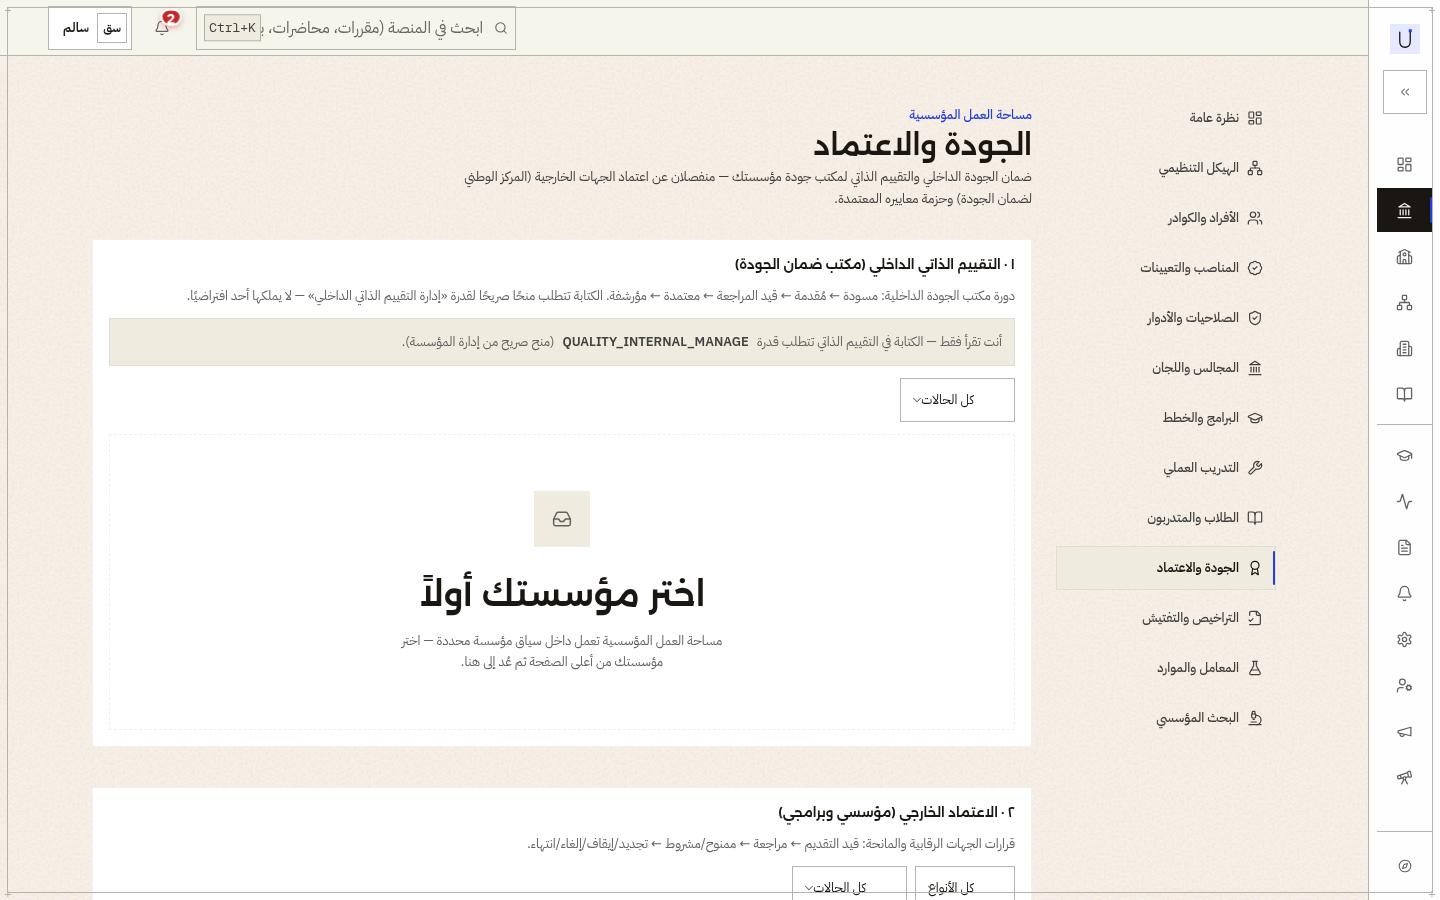 ابحث في المنصة (مقررات، محاضرات، ب
Ctrl+K
2
سق
سالم
نظرة عامة
الهيكل التنظيمي
الأفراد والكوادر
المناصب والتعيينات
الصلاحيات والأدوار
المجالس واللجان
البرامج والخطط
التدريب العملي
الطلاب والمتدربون
الجودة والاعتماد
التراخيص والتفتيش
المعامل والموارد
البحث المؤسسي
مساحة العمل المؤسسية
الجودة والاعتماد
ضمان الجودة الداخلي والتقييم الذاتي لمكتب جودة مؤسستك — منفصلان عن اعتماد الجهات الخارجية (المركز الوطني
لضمان الجودة) وحزمة معاييره المعتمدة.
٠١ التقييم الذاتي الداخلي (مكتب ضمان الجودة)
دورة مكتب الجودة الداخلية: مسودة ← مُقدمة ← قيد المراجعة ← معتمدة ← مؤرشفة. الكتابة تتطلب منحًا صريحًا لقدرة «إدارة التقييم الذاتي الداخلي» — لا يملكها أحد افتراضيًا.
أنت تقرأ فقط — الكتابة في التقييم الذاتي تتطلب قدرة QUALITY_INTERNAL_MANAGE (منح صريح من إدارة المؤسسة).
كل الحالات
اختر مؤسستك أولاً
مساحة العمل المؤسسية تعمل داخل سياق مؤسسة محددة — اختر
مؤسستك من أعلى الصفحة ثم عُد إلى هنا.
٠٢ الاعتماد الخارجي (مؤسسي وبرامجي)
قرارات الجهات الرقابية والمانحة: قيد التقديم ← مراجعة ← ممنوح/مشروط ← تجديد/إيقاف/إلغاء/انتهاء.
كل الأنواع
كل الحالات